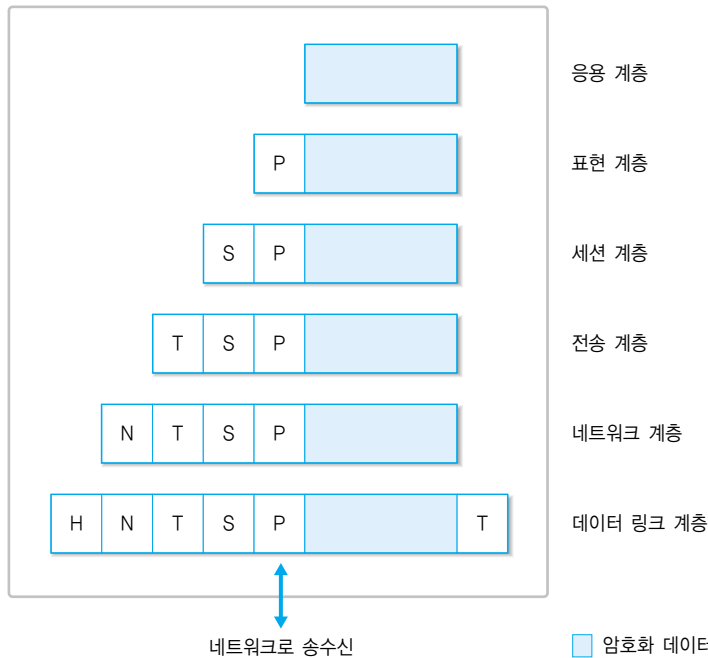 응용 계층
P 표현 계층
S P 세션 계층
T S P 전송 계층
N T S P 네트워크 계층
H N T S P T 데이터 링크 계층
네트워크로 송수신
암호화 데이터